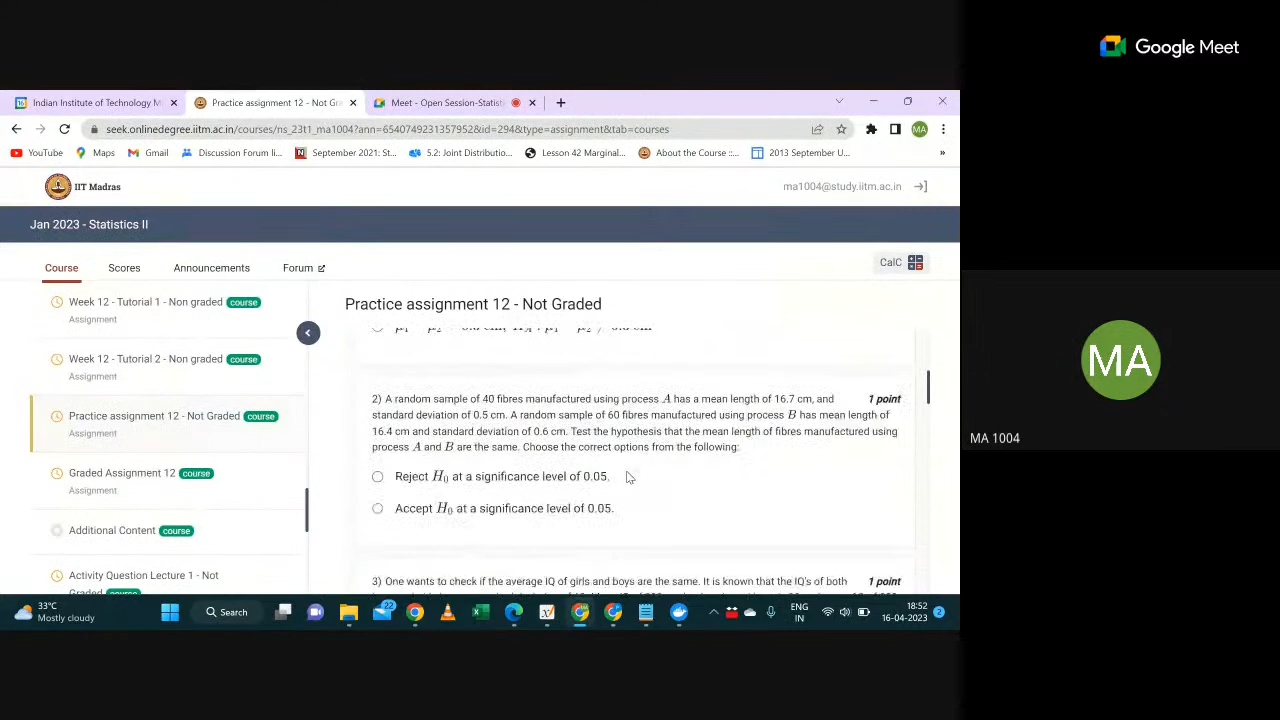 Google Meet
Indian Institute of Technology M
Practice assignment 12 - Not Gra
Meet - Open Session-Statist
seek.onlinedegree.iitm.ac.in/courses/ns_23t1_ma1004?ann=6540749231357952&id=294&type=assignment&tab=courses
MA
YouTube
Maps
Gmail
Discussion Forum li...
September 2021: St...
5.2: Joint Distributio...
Lesson 42 Marginal...
About the Course ::...
2013 September U...
»
IIT Madras
ma1004@study.iitm.ac.in
Jan 2023 - Statistics II
Course
Scores
Announcements
Forum
CalC
Week 12 - Tutorial 1 - Non graded course
Assignment
Week 12 - Tutorial 2 - Non graded course
Assignment
Practice assignment 12 - Not Graded course
Assignment
Graded Assignment 12 course
Assignment
Additional Content course
Activity Question Lecture 1 - Not
Practice assignment 12 - Not Graded
2) A random sample of 40 fibres manufactured using process A has a mean length of 16.7 cm, and 1 point
standard deviation of 0.5 cm. A random sample of 60 fibres manufactured using process B has mean length of
16.4 cm and standard deviation of 0.6 cm. Test the hypothesis that the mean length of fibres manufactured using
process A and B are the same. Choose the correct options from the following:
Reject H₀ at a significance level of 0.05.
Accept H₀ at a significance level of 0.05.
3) One wants to check if the average IQ of girls and boys are the same. It is known that the IQ's of both 1 point
MA
MA 1004
33°C
Mostly cloudy
Search
22
ENG
IN
18:52
16-04-2023
2